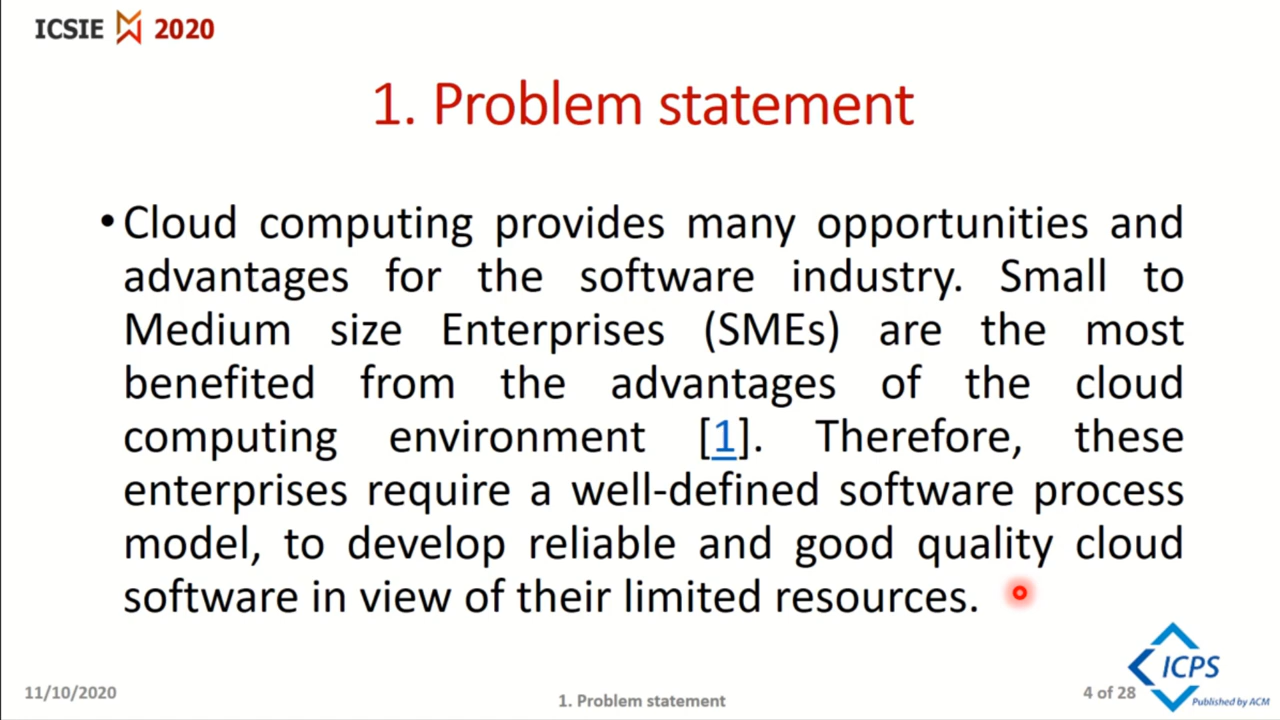 ICSIE 2020
1. Problem statement
• Cloud computing provides many opportunities and
advantages for the software industry. Small to
Medium size Enterprises (SMEs) are the most
benefited from the advantages of the cloud
computing environment [1]. Therefore, these
enterprises require a well-defined software process
model, to develop reliable and good quality cloud
software in view of their limited resources.
11/10/2020
1. Problem statement
4 of 28
ICPS
Published by ACM